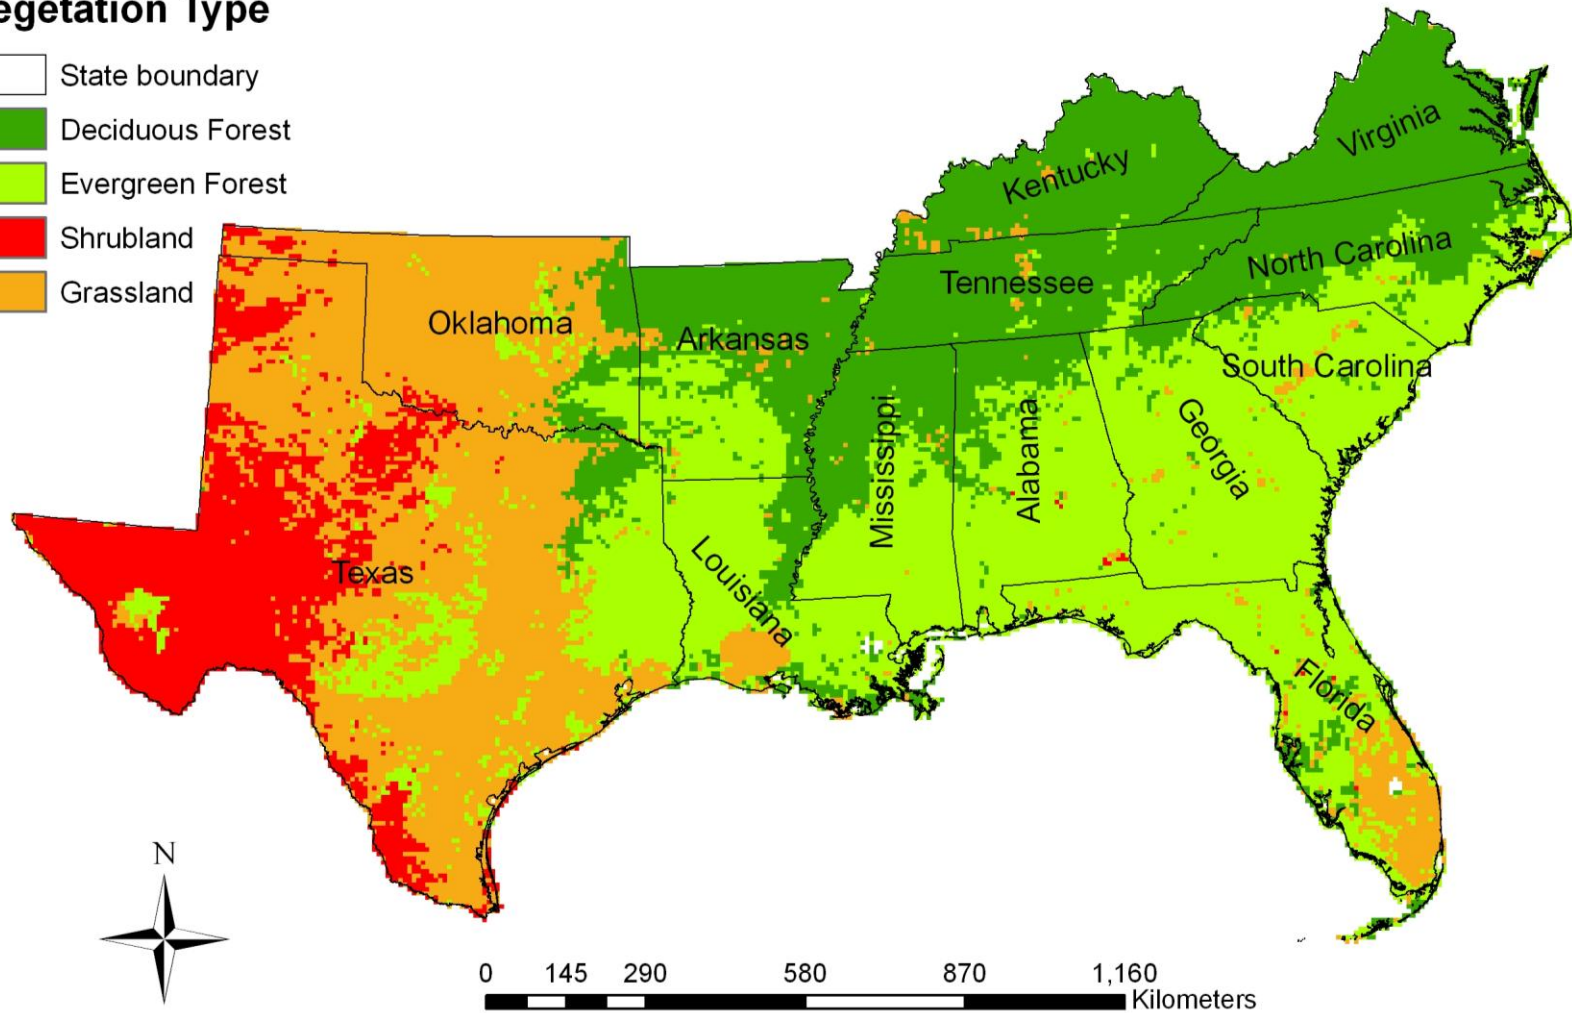 egetation Type
State boundary
Deciduous Forest
Evergreen Forest
Shrubland
Grassland
Virginia
Kentucky
North Carolina
Tennessee
Oklahoma
Arkansas
South Carolina
Mississippi
Alabama
Georgia
Texas
Louisiana
Florida
N
0 145 290 580 870 1,160
Kilometers